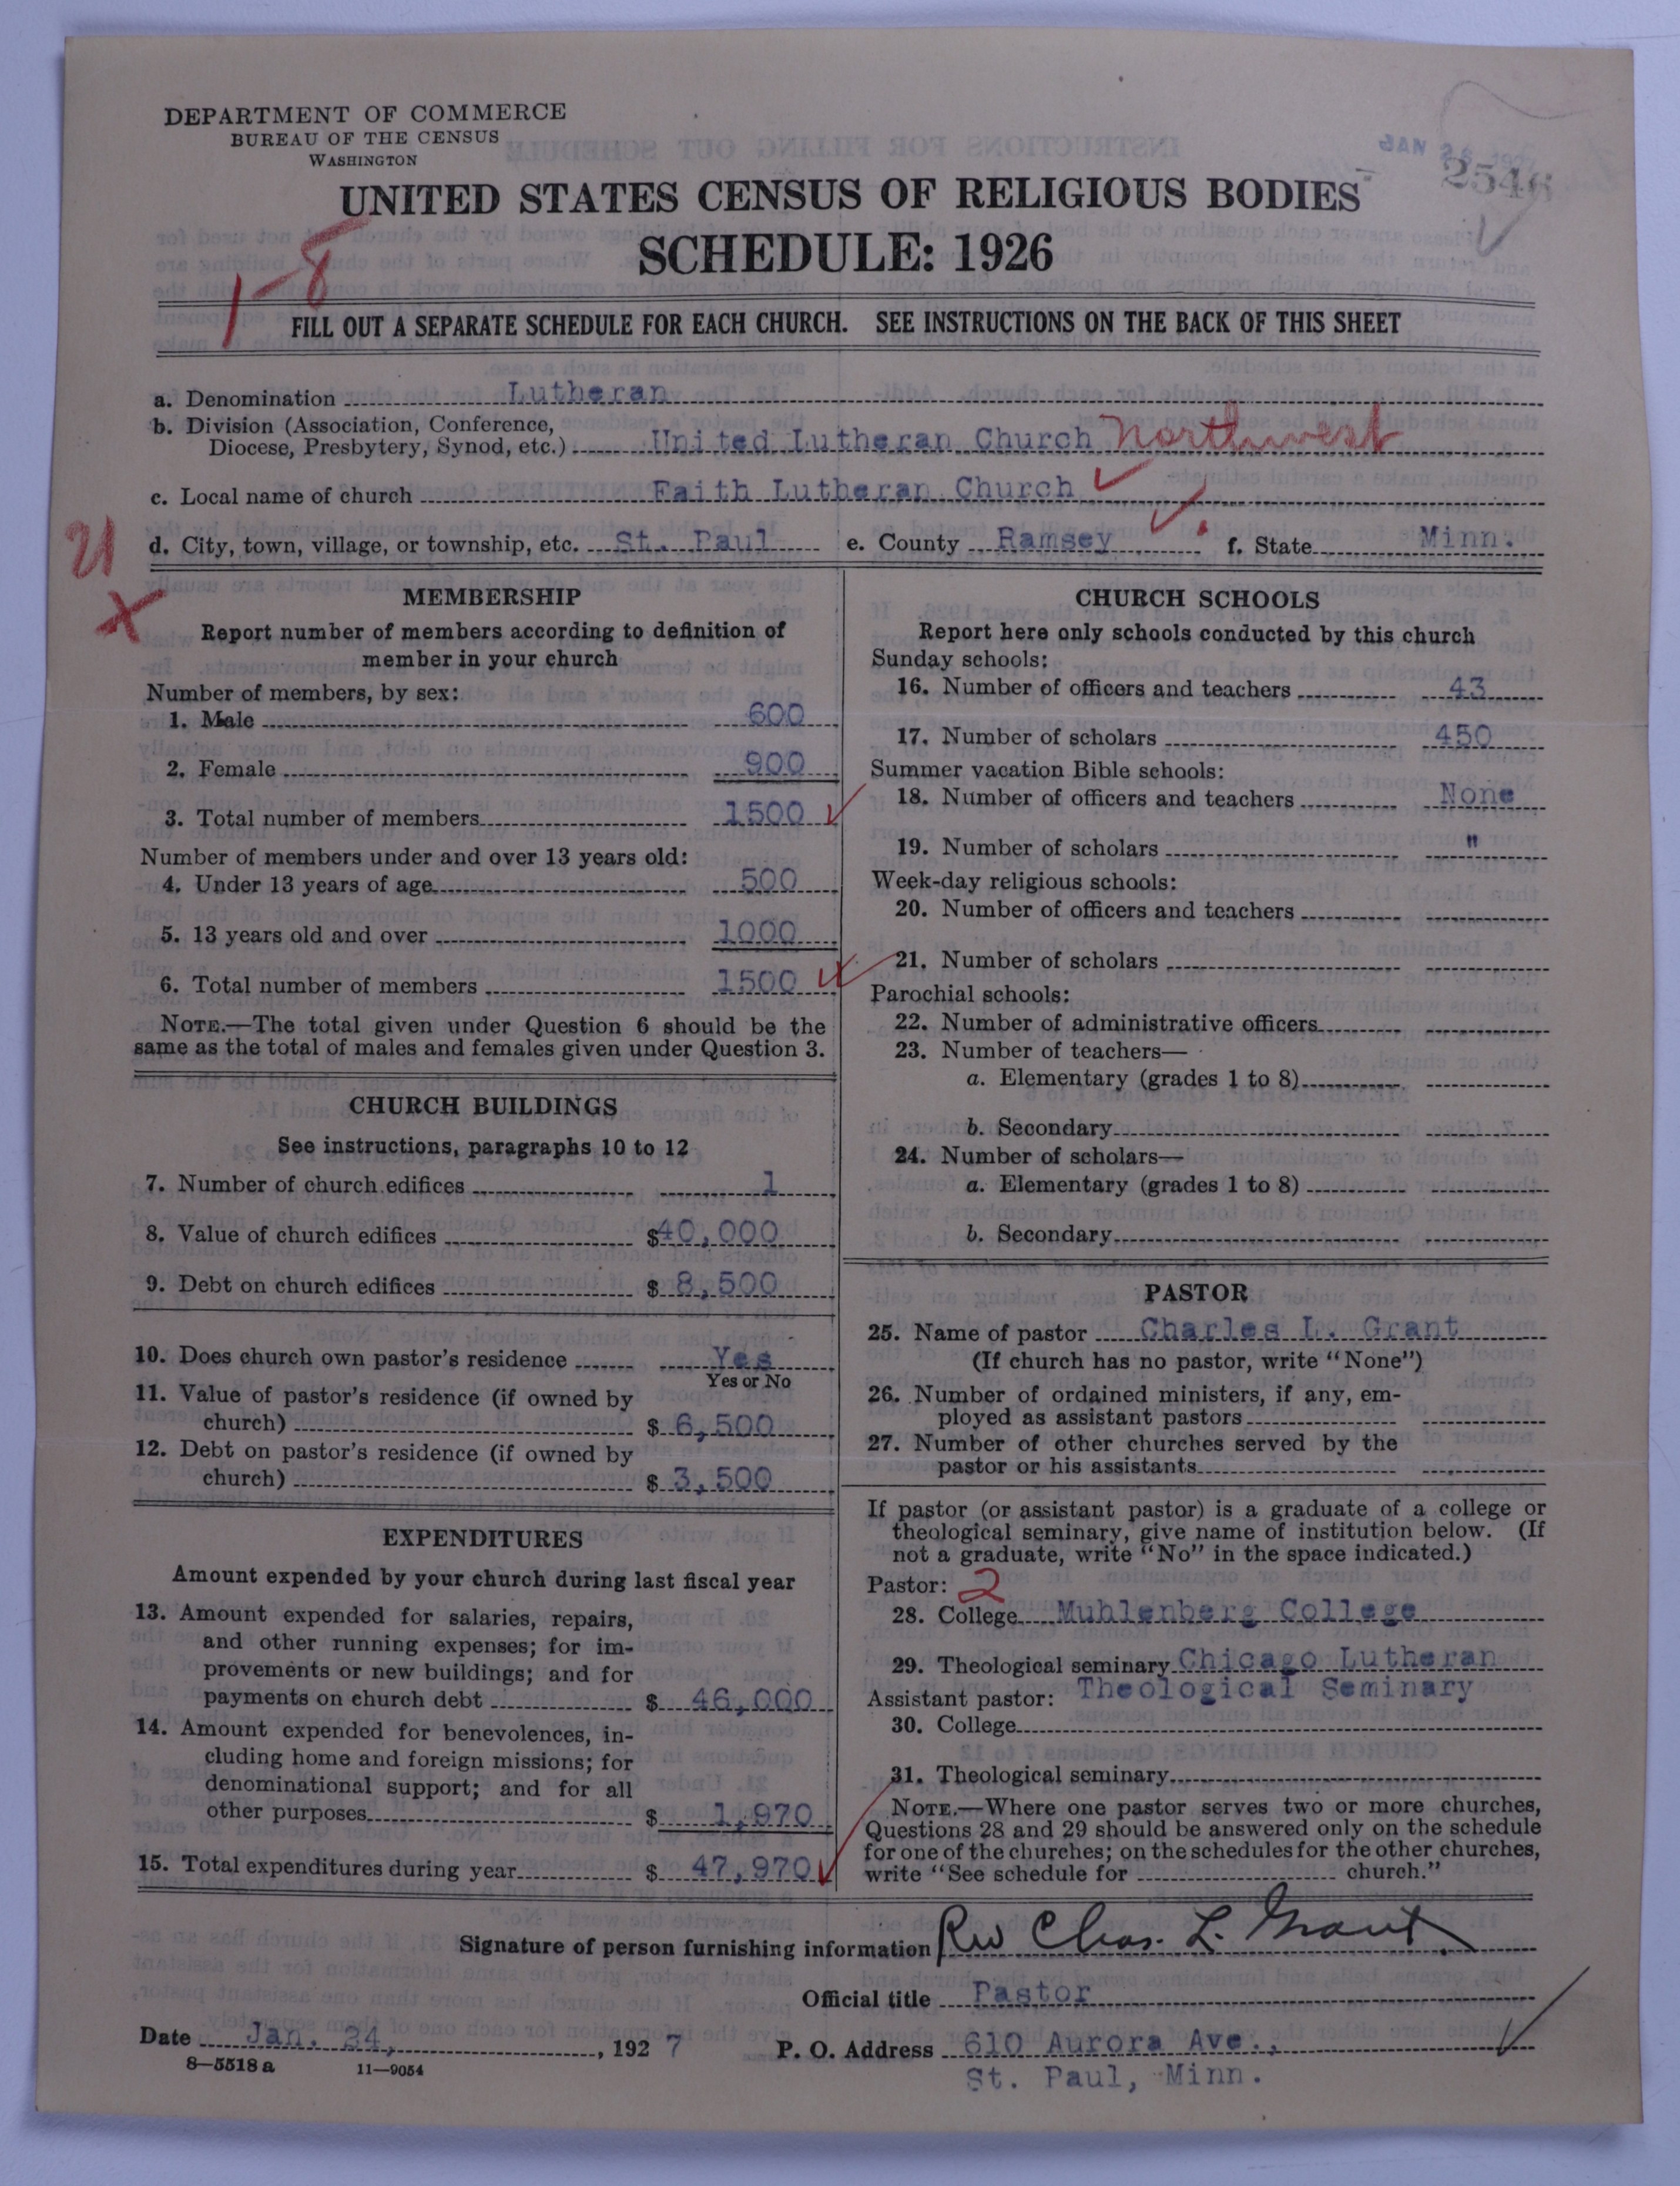 DEPARTMENT OF COMMERCE
BUREAU OF THE CENSUS
WASHINGTON
2546
UNITED STATES CENSUS OF RELIGIOUS BODIES
SCHEDULE: 1926
1-8
FILL OUT A SEPARATE SCHEDULE FOR EACH CHURCH. SEE INSTRUCTIONS ON THE BACK OF THIS SHEET
a. Denomination Lutheran
b. Division (Association, Conference,
Diocese, Presbytery, Synod, etc.) United Lutheran Church Northwest
c. Local name of church Faith Lutheran Church
21
d. City, town, village, or township, etc. St. Paul e. County Ramsey f. State Minn.
X
MEMBERSHIP
Report number of members according to definition of
member in your church
Number of members, by sex:
1. Male 600
2. Female 900
3. Total number of members 1500
Number of members under and over 13 years old:
4. Under 13 years of age 500
5. 13 years old and over 1000
6. Total number of members 1500
NOTE.—The total given under Question 6 should be the
same as the total of males and females given under Question 3.
CHURCH BUILDINGS
See instructions, paragraphs 10 to 12
7. Number of church edifices 1
8. Value of church edifices $40,000
9. Debt on church edifices $ 8,500
10. Does church own pastor's residence Yes
Yes or No
11. Value of pastor's residence (if owned by
church) $ 6,500
12. Debt on pastor's residence (if owned by
church) $ 3,500
EXPENDITURES
Amount expended by your church during last fiscal year
13. Amount expended for salaries, repairs,
and other running expenses; for im-
provements or new buildings; and for
payments on church debt $ 46,000
14. Amount expended for benevolences, in-
cluding home and foreign missions; for
denominational support; and for all
other purposes $ 1,970
15. Total expenditures during year $ 47,970
CHURCH SCHOOLS
Report here only schools conducted by this church
Sunday schools:
16. Number of officers and teachers 43
17. Number of scholars 450
Summer vacation Bible schools:
18. Number of officers and teachers None
19. Number of scholars "
Week-day religious schools:
20. Number of officers and teachers
21. Number of scholars
Parochial schools:
22. Number of administrative officers
23. Number of teachers—
a. Elementary (grades 1 to 8)
b. Secondary
24. Number of scholars—
a. Elementary (grades 1 to 8)
b. Secondary
PASTOR
25. Name of pastor Charles L. Grant
(If church has no pastor, write "None")
26. Number of ordained ministers, if any, em-
ployed as assistant pastors
27. Number of other churches served by the
pastor or his assistants
If pastor (or assistant pastor) is a graduate of a college or
theological seminary, give name of institution below. (If
not a graduate, write "No" in the space indicated.)
Pastor: 2
28. College Muhlenberg College
29. Theological seminary Chicago Lutheran
Assistant pastor: Theological Seminary
30. College
31. Theological seminary
NOTE.—Where one pastor serves two or more churches,
Questions 28 and 29 should be answered only on the schedule
for one of the churches; on the schedules for the other churches,
write "See schedule for church."
Signature of person furnishing information Rev Chas. L. Grant
Official title Pastor
Date Jan. 24, , 192 7 P. O. Address 610 Aurora Ave.,
8—5518 a 11—9054 St. Paul, Minn.